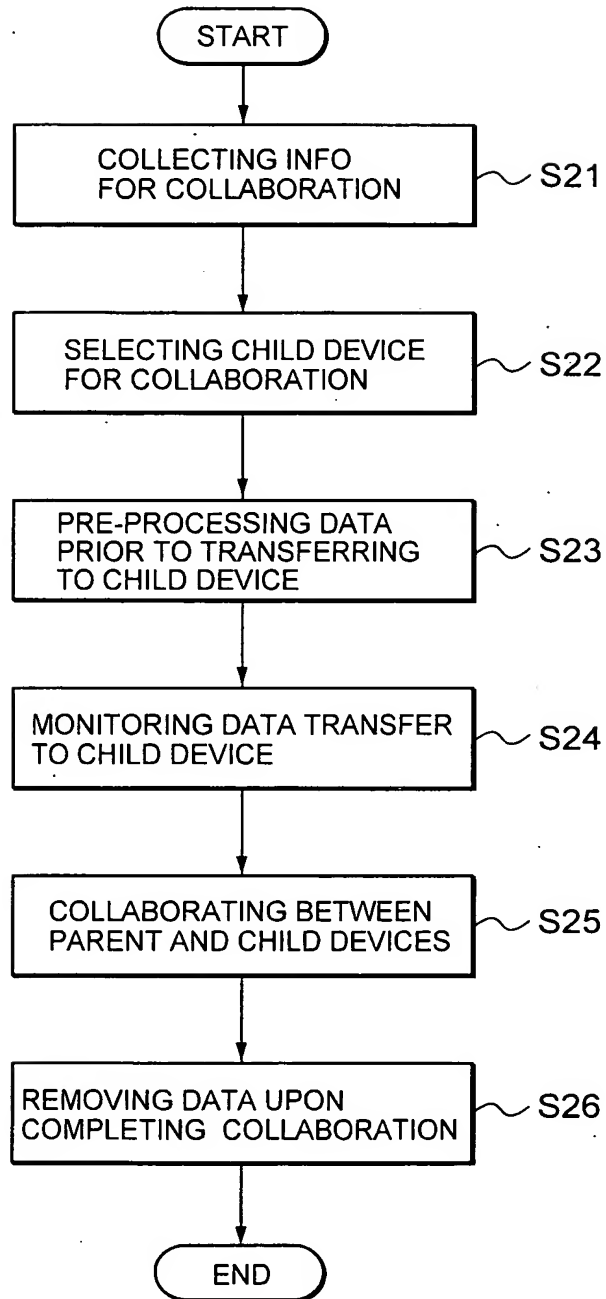 START
COLLECTING INFO
FOR COLLABORATION
S21
SELECTING CHILD DEVICE
FOR COLLABORATION
S22
PRE-PROCESSING DATA
PRIOR TO TRANSFERRING
TO CHILD DEVICE
S23
MONITORING DATA TRANSFER
TO CHILD DEVICE
S24
COLLABORATING BETWEEN
PARENT AND CHILD DEVICES
S25
REMOVING DATA UPON
COMPLETING COLLABORATION
S26
END